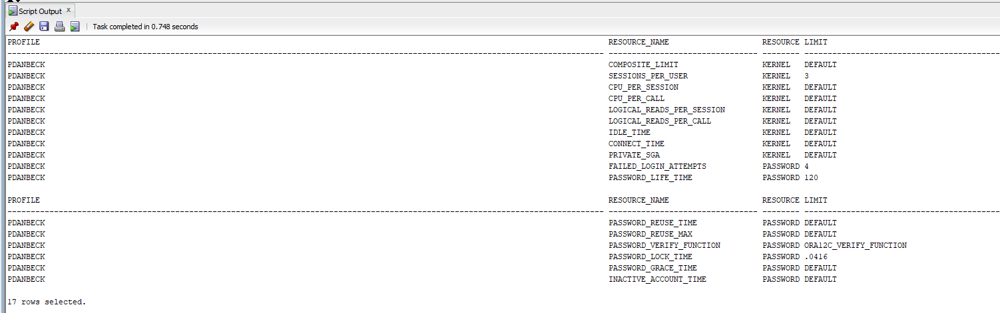 Script Output x
Task completed in 0.748 seconds
PROFILE RESOURCE_NAME RESOURCE LIMIT
PDANBECK COMPOSITE_LIMIT KERNEL DEFAULT
PDANBECK SESSIONS_PER_USER KERNEL 3
PDANBECK CPU_PER_SESSION KERNEL DEFAULT
PDANBECK CPU_PER_CALL KERNEL DEFAULT
PDANBECK LOGICAL_READS_PER_SESSION KERNEL DEFAULT
PDANBECK LOGICAL_READS_PER_CALL KERNEL DEFAULT
PDANBECK IDLE_TIME KERNEL DEFAULT
PDANBECK CONNECT_TIME KERNEL DEFAULT
PDANBECK PRIVATE_SGA KERNEL DEFAULT
PDANBECK FAILED_LOGIN_ATTEMPTS PASSWORD 4
PDANBECK PASSWORD_LIFE_TIME PASSWORD 120
PROFILE RESOURCE_NAME RESOURCE LIMIT
PDANBECK PASSWORD_REUSE_TIME PASSWORD DEFAULT
PDANBECK PASSWORD_REUSE_MAX PASSWORD DEFAULT
PDANBECK PASSWORD_VERIFY_FUNCTION PASSWORD ORA12C_VERIFY_FUNCTION
PDANBECK PASSWORD_LOCK_TIME PASSWORD .0416
PDANBECK PASSWORD_GRACE_TIME PASSWORD DEFAULT
PDANBECK INACTIVE_ACCOUNT_TIME PASSWORD DEFAULT
17 rows selected.